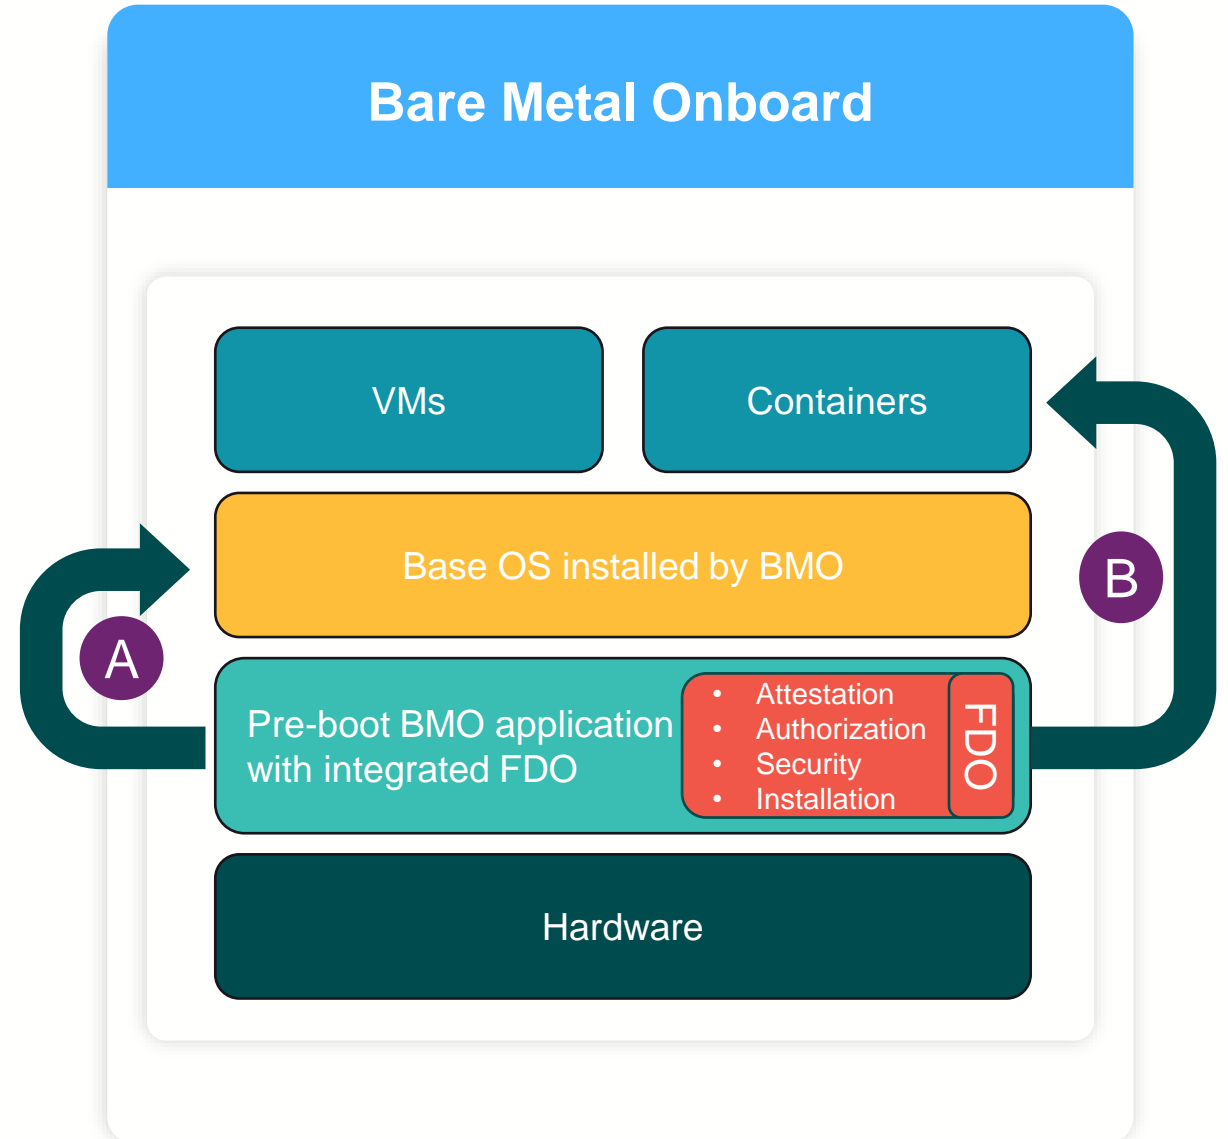 Bare Metal Onboard
VMs
Containers
Base OS installed by BMO
A
B
Pre-boot BMO application
with integrated FDO
• Attestation
• Authorization
• Security
• Installation
FDO
Hardware